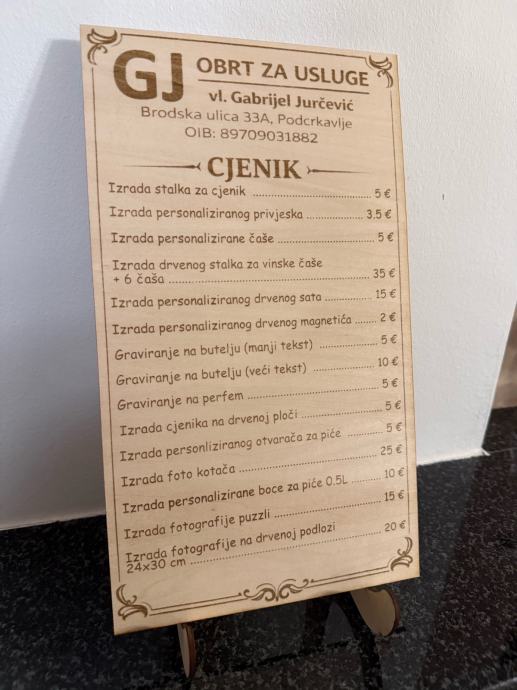 GJ OBRT ZA USLUGE
vl. Gabrijel Jurčević
Brodska ulica 33A, Podcrkavlje
OIB: 89709031882
CJENIK
Izrada stalka za cjenik ........................ 5 €
Izrada personaliziranog privjeska ............ 3.5 €
Izrada personalizirane čaše .................... 5 €
Izrada drvenog stalka za vinske čaše
+ 6 čaša ........................................ 35 €
Izrada personaliziranog drvenog sata ......... 15 €
Izrada personaliziranog drvenog magnetića ...... 2 €
Graviranje na butelju (manji tekst) ............ 5 €
Graviranje na butelju (veći tekst) ............ 10 €
Graviranje na perfem ............................ 5 €
Izrada cjenika na drvenoj ploči ................ 5 €
Izrada personliziranog otvarača za piće ........ 5 €
Izrada foto kotača ............................ 25 €
Izrada personalizirane boce za piće 0.5L ...... 10 €
Izrada fotografije puzzli ..................... 15 €
Izrada fotografije na drvenoj podlozi
24x30 cm ...................................... 20 €